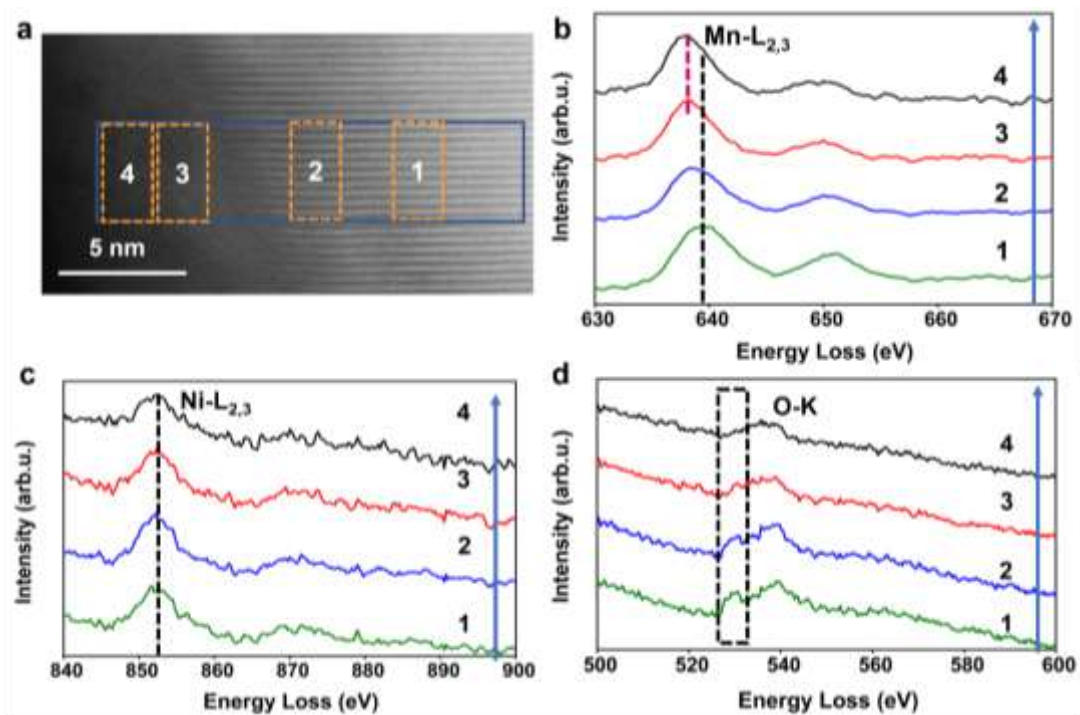 a
4 3 2 1
5 nm
b
Mn-L2,3
4
3
2
1
Intensity (arb.u.)
630 640 650 660 670
Energy Loss (eV)
c
Ni-L2,3
4
3
2
1
Intensity (arb.u.)
840 850 860 870 880 890 900
Energy Loss (eV)
d
O-K
4
3
2
1
Intensity (arb.u.)
500 520 540 560 580 600
Energy Loss (eV)